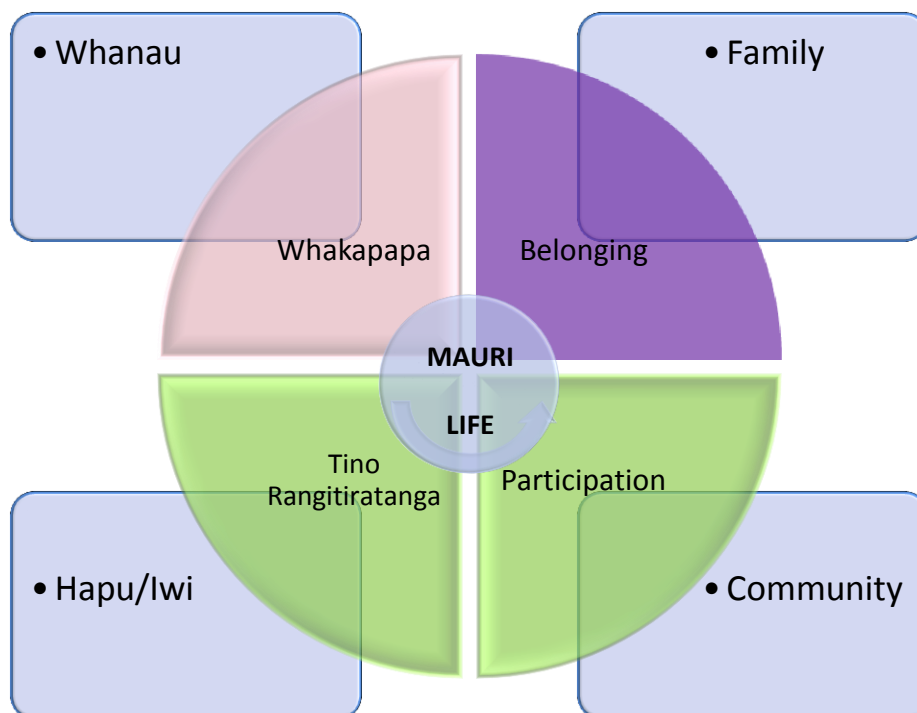 • Whanau
• Family
Whakapapa
Belonging
MAURI
LIFE
Tino
Rangitiratanga
Participation
• Hapu/Iwi
• Community